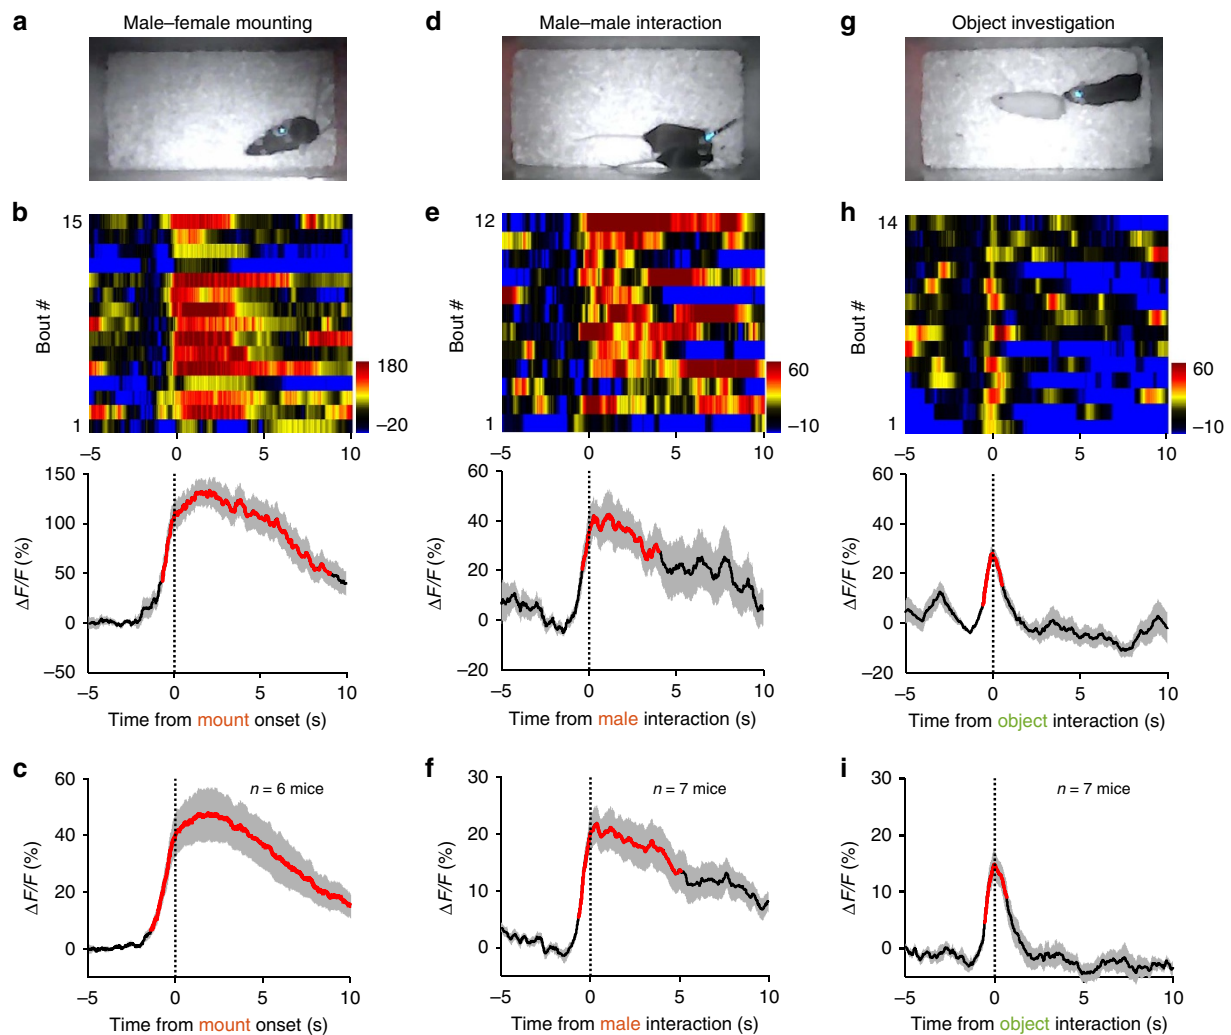 a
Male–female mounting
b
15
Bout #
1
180
–20
–5 0 5 10
150
100
50
0
–50
ΔF/F (%)
–5 0 5 10
Time from mount onset (s)
c
60
40
20
0
ΔF/F (%)
n = 6 mice
–5 0 5 10
Time from mount onset (s)
d
Male–male interaction
e
12
Bout #
1
60
–10
–5 0 5 10
60
40
20
0
–20
ΔF/F (%)
–5 0 5 10
Time from male interaction (s)
f
30
20
10
0
ΔF/F (%)
n = 7 mice
–5 0 5 10
Time from male interaction (s)
g
Object investigation
h
14
Bout #
1
60
–10
–5 0 5 10
60
40
20
0
–20
ΔF/F (%)
–5 0 5 10
Time from object interaction (s)
i
30
20
10
0
ΔF/F (%)
n = 7 mice
–5 0 5 10
Time from object interaction (s)